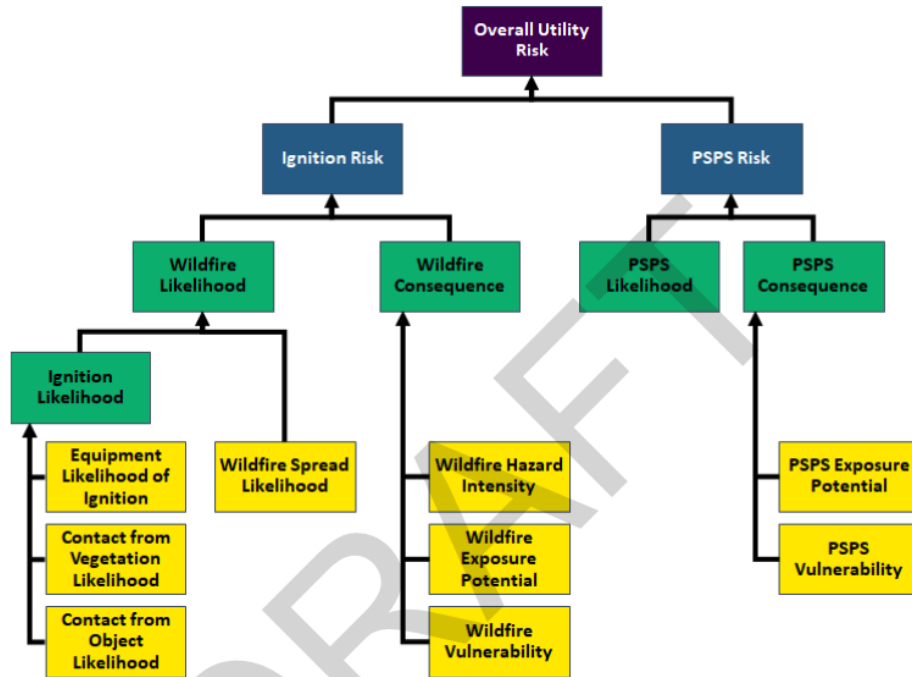 Overall Utility
Risk
Ignition Risk
PSPS Risk
Wildfire
Likelihood
Wildfire
Consequence
PSPS
Likelihood
PSPS
Consequence
Ignition
Likelihood
Equipment
Likelihood of
Ignition
Wildfire Spread
Likelihood
Wildfire Hazard
Intensity
PSPS Exposure
Potential
Contact from
Vegetation
Likelihood
Wildfire
Exposure
Potential
PSPS
Vulnerability
Contact from
Object
Likelihood
Wildfire
Vulnerability
DRAFT